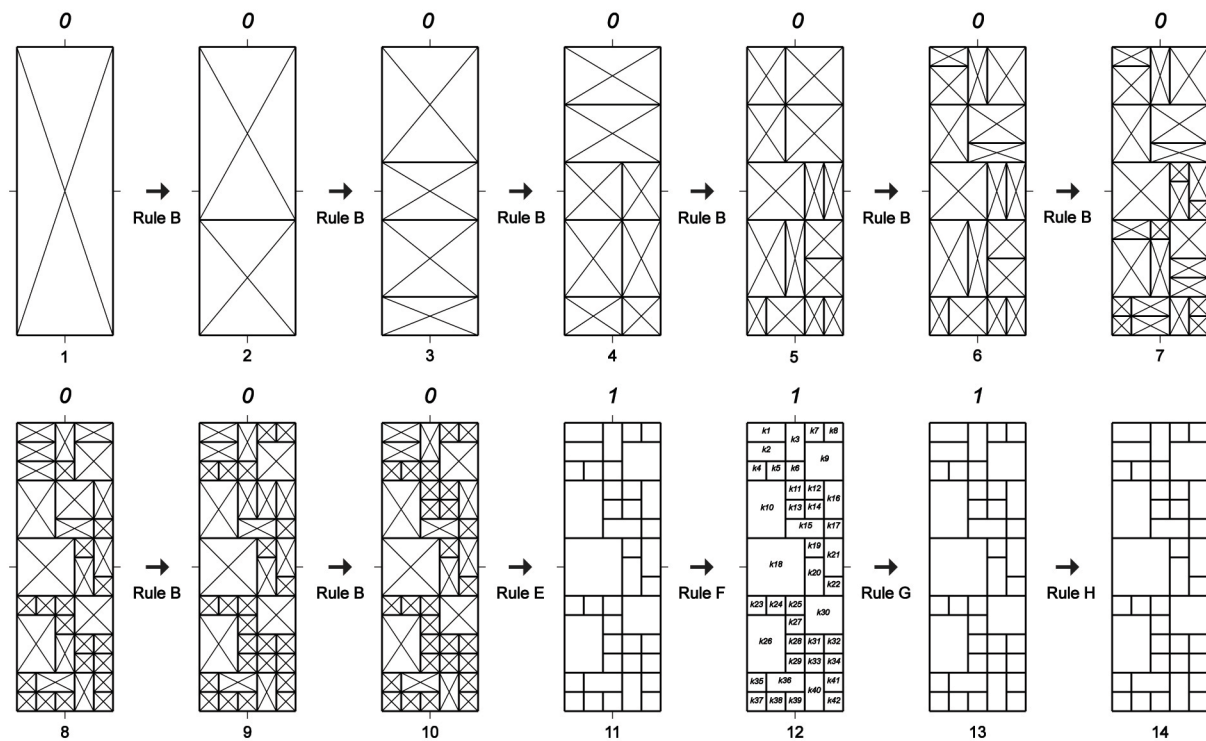 0 0 0 0 0 0 0
Rule B Rule B Rule B Rule B Rule B Rule B
1 2 3 4 5 6 7
0 0 0 1 1 1
k1 k3 k7 k8
k2 k9
k4 k5 k6
k11 k12 k16
k10 k13 k14
k15 k17
k19 k21
k18 k20
k22
Rule B Rule B Rule E Rule F Rule G Rule H
k23 k24 k25 k30
k27
k26 k28 k31 k32
k29 k33 k34
k35 k36 k40 k41
k37 k38 k39 k42
8 9 10 11 12 13 14